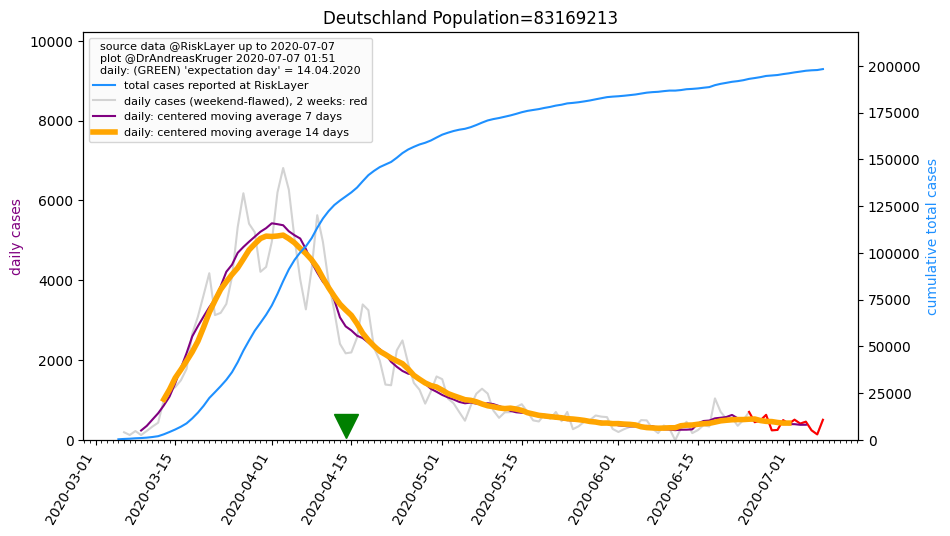 Deutschland Population=83169213
source data @RiskLayer up to 2020-07-07
plot @DrAndreasKruger 2020-07-07 01:51
daily: (GREEN) 'expectation day' = 14.04.2020
total cases reported at RiskLayer
daily cases (weekend-flawed), 2 weeks: red
daily: centered moving average 7 days
daily: centered moving average 14 days
daily cases
10000
8000
6000
4000
2000
0
cumulative total cases
200000
175000
150000
125000
100000
75000
50000
25000
0
2020-03-01
2020-03-15
2020-04-01
2020-04-15
2020-05-01
2020-05-15
2020-06-01
2020-06-15
2020-07-01